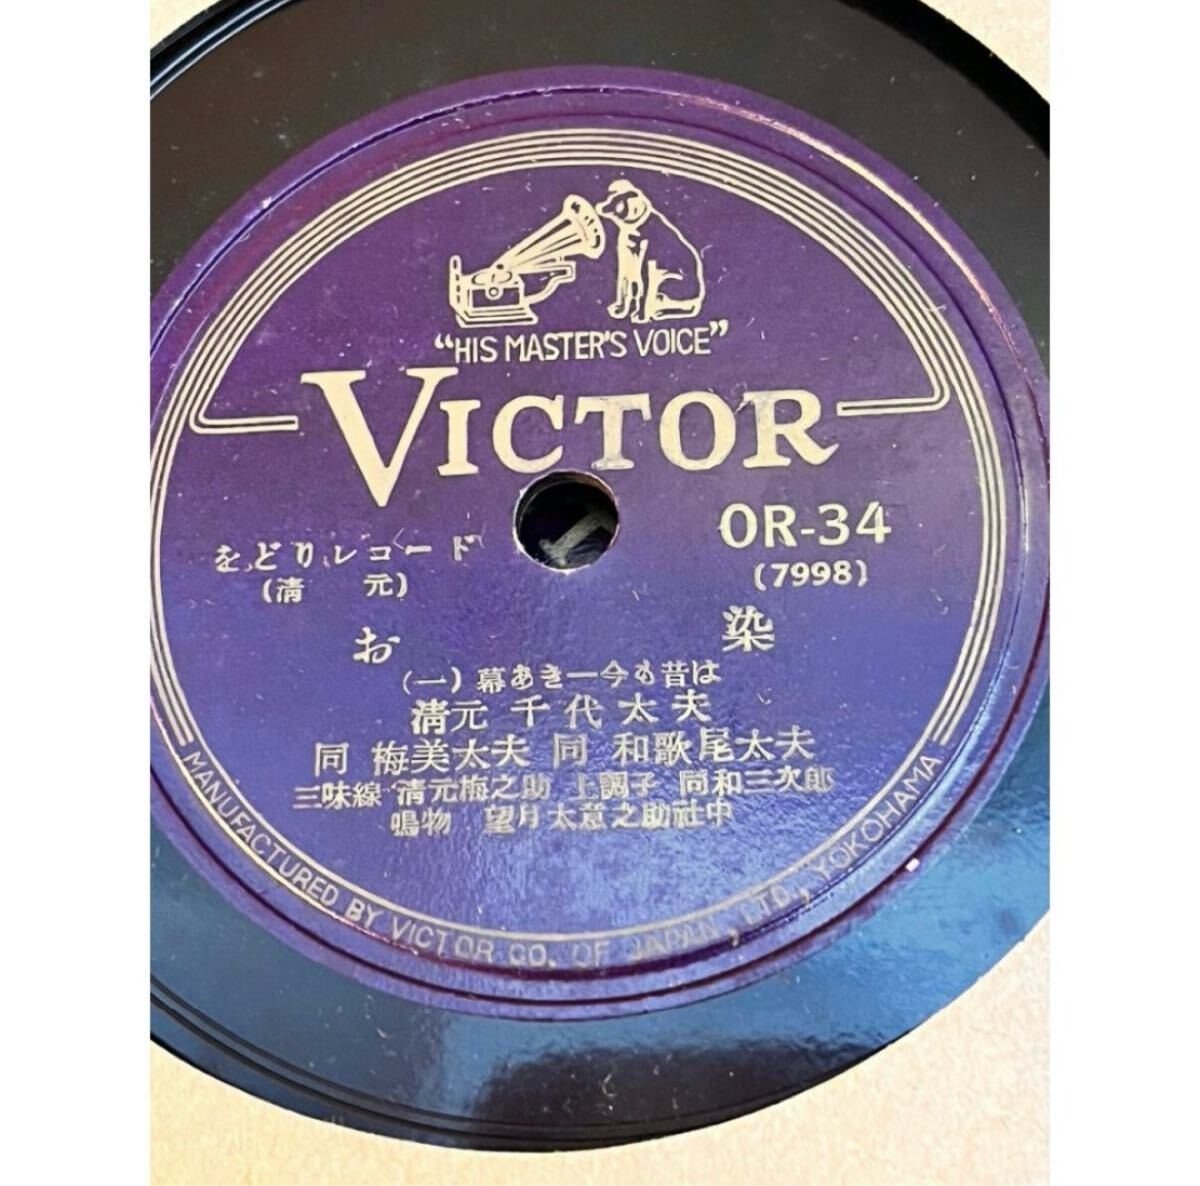 “HIS MASTER'S VOICE”
VICTOR
OR-34
(7998)
をどりレコード
(清元)
お染
(一) 幕あき—今も昔は
清元 千代太夫
同 梅美太夫 同 和歌尾太夫
三味線 清元梅之助 上調子 同和三次郎
鳴物 望月太意之助社中
MANUFACTURED BY VICTOR CO. OF JAPAN, LTD., YOKOHAMA